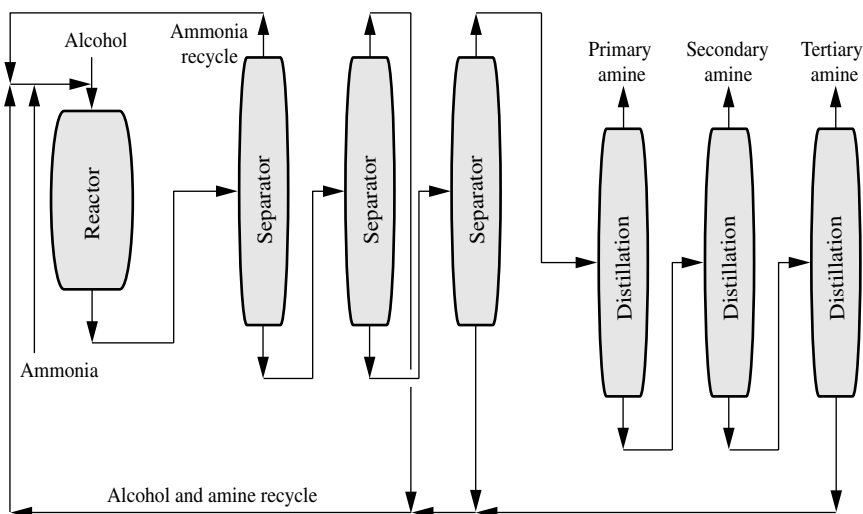 Alcohol
Ammonia
recycle
Primary
amine
Secondary
amine
Tertiary
amine
Reactor
Separator
Separator
Separator
Distillation
Distillation
Distillation
Ammonia
Alcohol and amine recycle